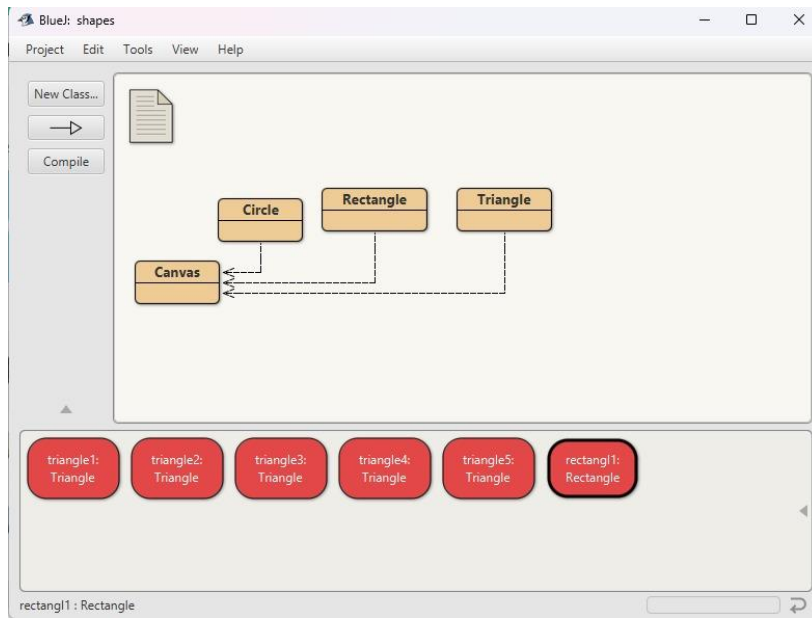 BlueJ: shapes
Project Edit Tools View Help
New Class...
Compile
Circle
Rectangle
Triangle
Canvas
triangle1:
Triangle
triangle2:
Triangle
triangle3:
Triangle
triangle4:
Triangle
triangle5:
Triangle
rectangl1:
Rectangle
rectangl1 : Rectangle